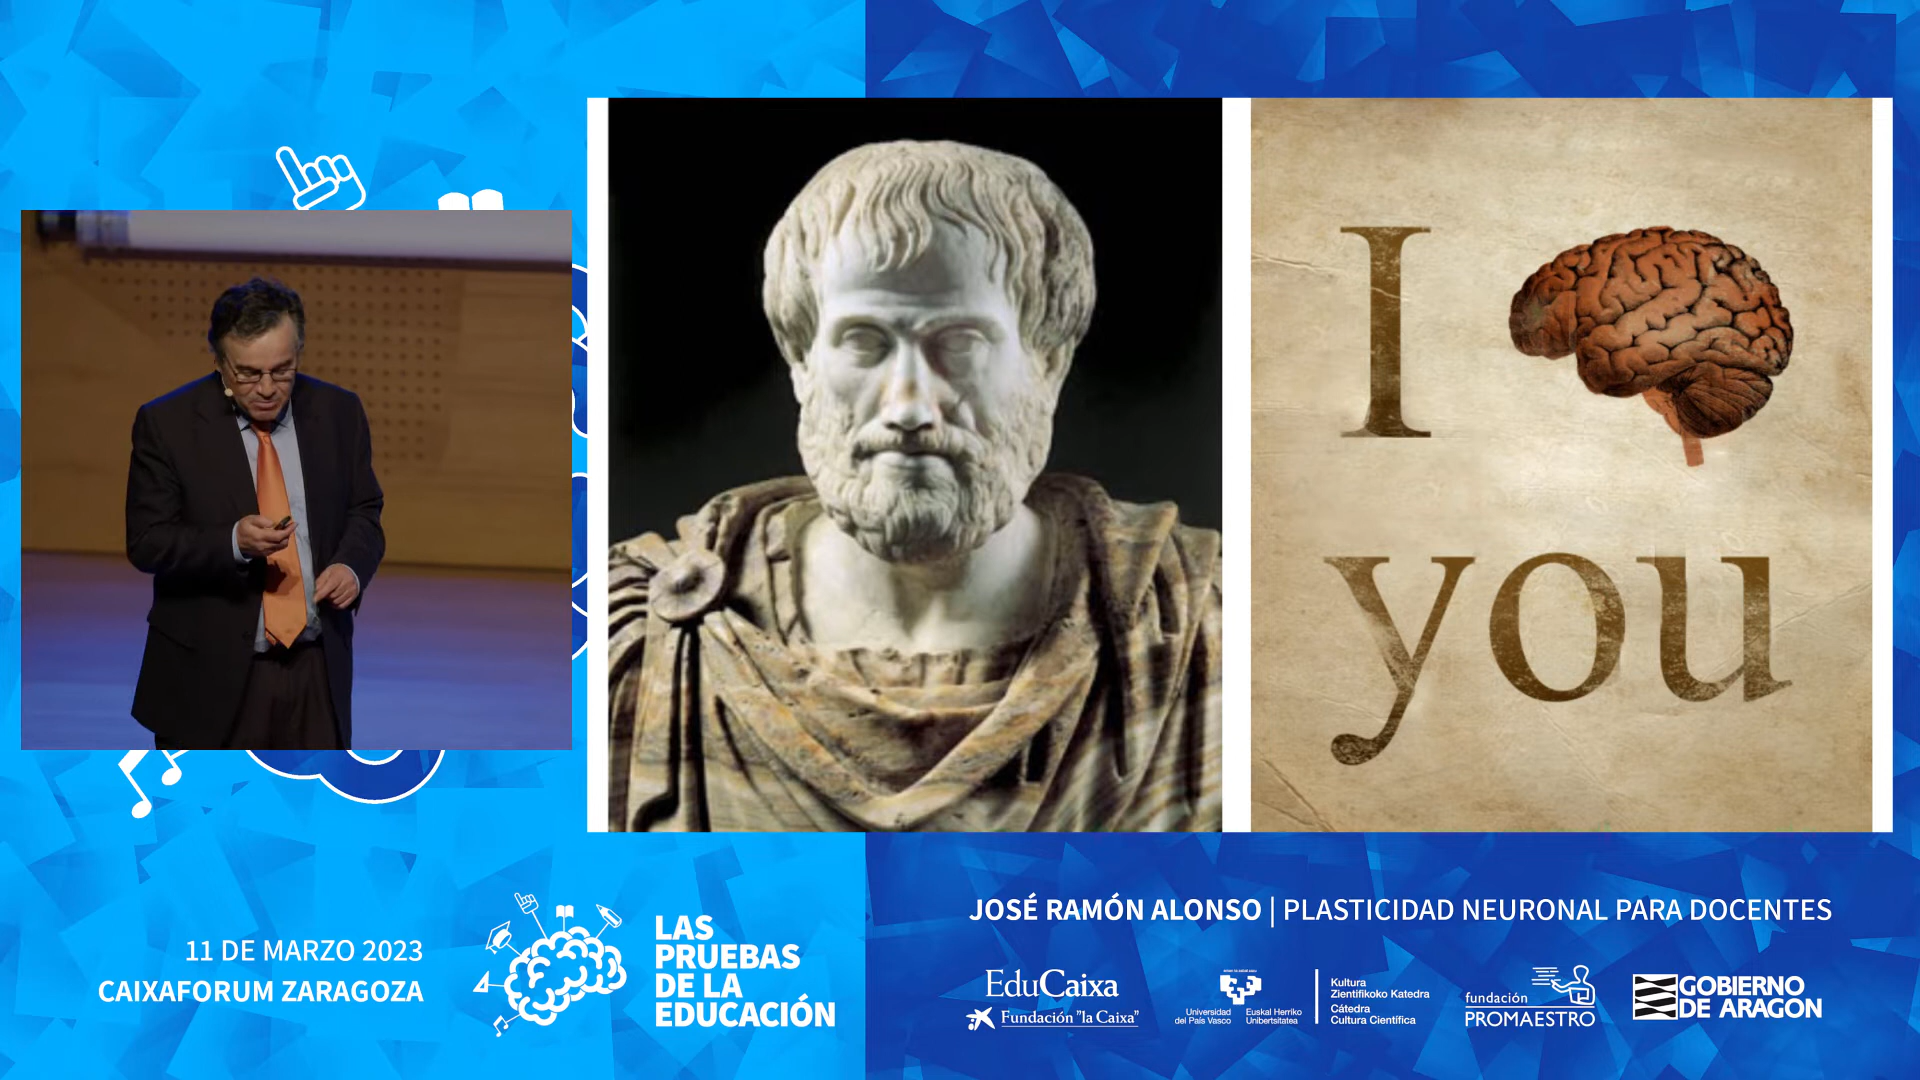 I
you
11 DE MARZO 2023
CAIXAFORUM ZARAGOZA
LAS
PRUEBAS
DE LA
EDUCACIÓN
JOSÉ RAMÓN ALONSO | PLASTICIDAD NEURONAL PARA DOCENTES
EduCaixa
Fundación "la Caixa"
Universidad
del País Vasco
Euskal Herriko
Unibertsitatea
Kultura
Zientifikoko Katedra
Cátedra
Cultura Científica
fundación
PROMAESTRO
GOBIERNO
DE ARAGON